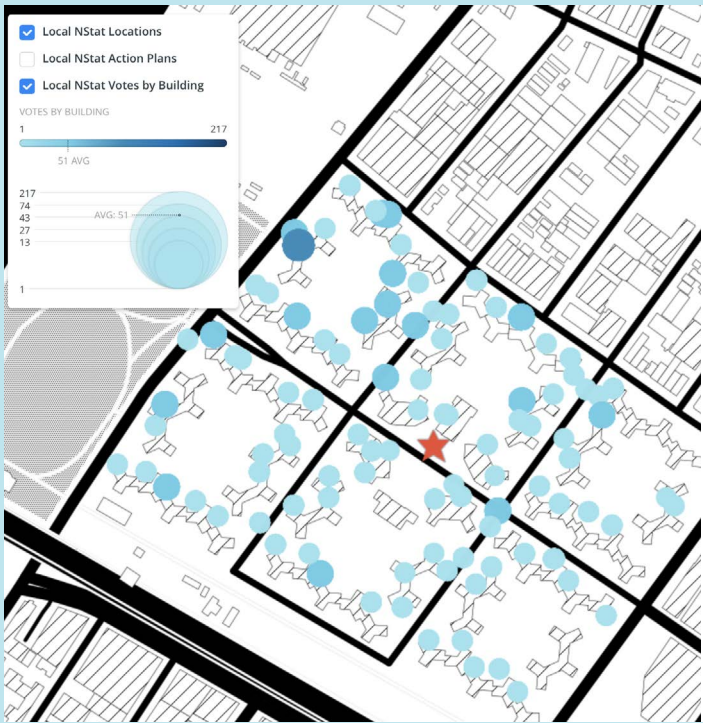 Local NStat Locations
Local NStat Action Plans
Local NStat Votes by Building
VOTES BY BUILDING
1 217
51 AVG
217
74
43
27
13
1
AVG: 51